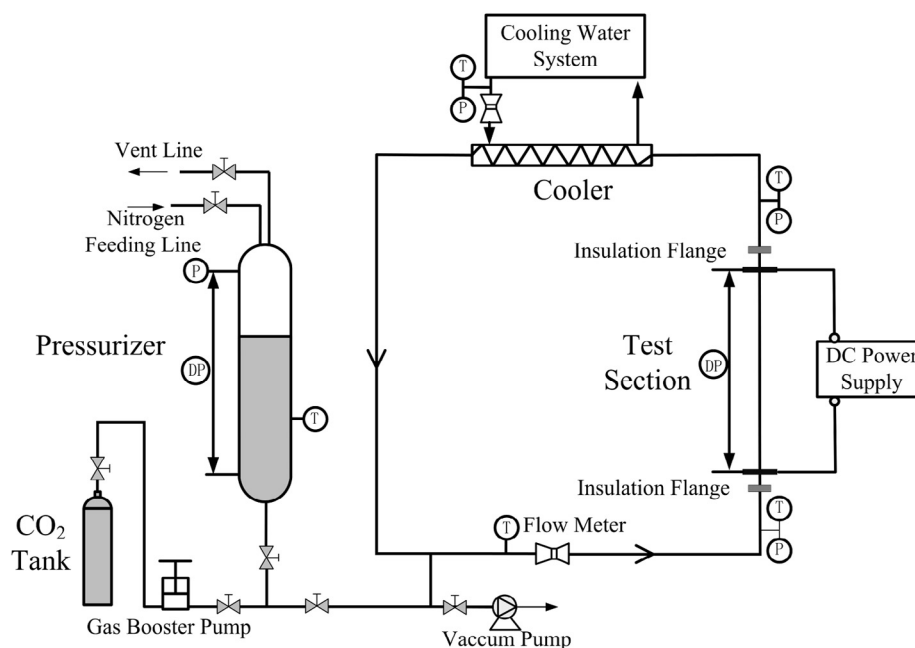 Cooling Water
System
T
P
Vent Line
Cooler
T
P
Nitrogen
Feeding Line
Insulation Flange
P
Pressurizer
DP
T
Test
Section
DP
DC Power
Supply
Insulation Flange
CO₂
Tank
T
Flow Meter
T
P
Gas Booster Pump
Vaccum Pump